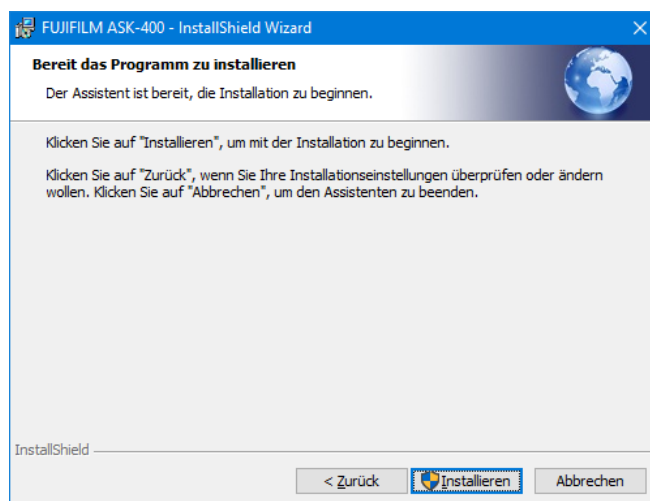 FUJIFILM ASK-400 - InstallShield Wizard
Bereit das Programm zu installieren
Der Assistent ist bereit, die Installation zu beginnen.
Klicken Sie auf "Installieren", um mit der Installation zu beginnen.
Klicken Sie auf "Zurück", wenn Sie Ihre Installationseinstellungen überprüfen oder ändern
wollen. Klicken Sie auf "Abbrechen", um den Assistenten zu beenden.
InstallShield
< Zurück
Installieren
Abbrechen